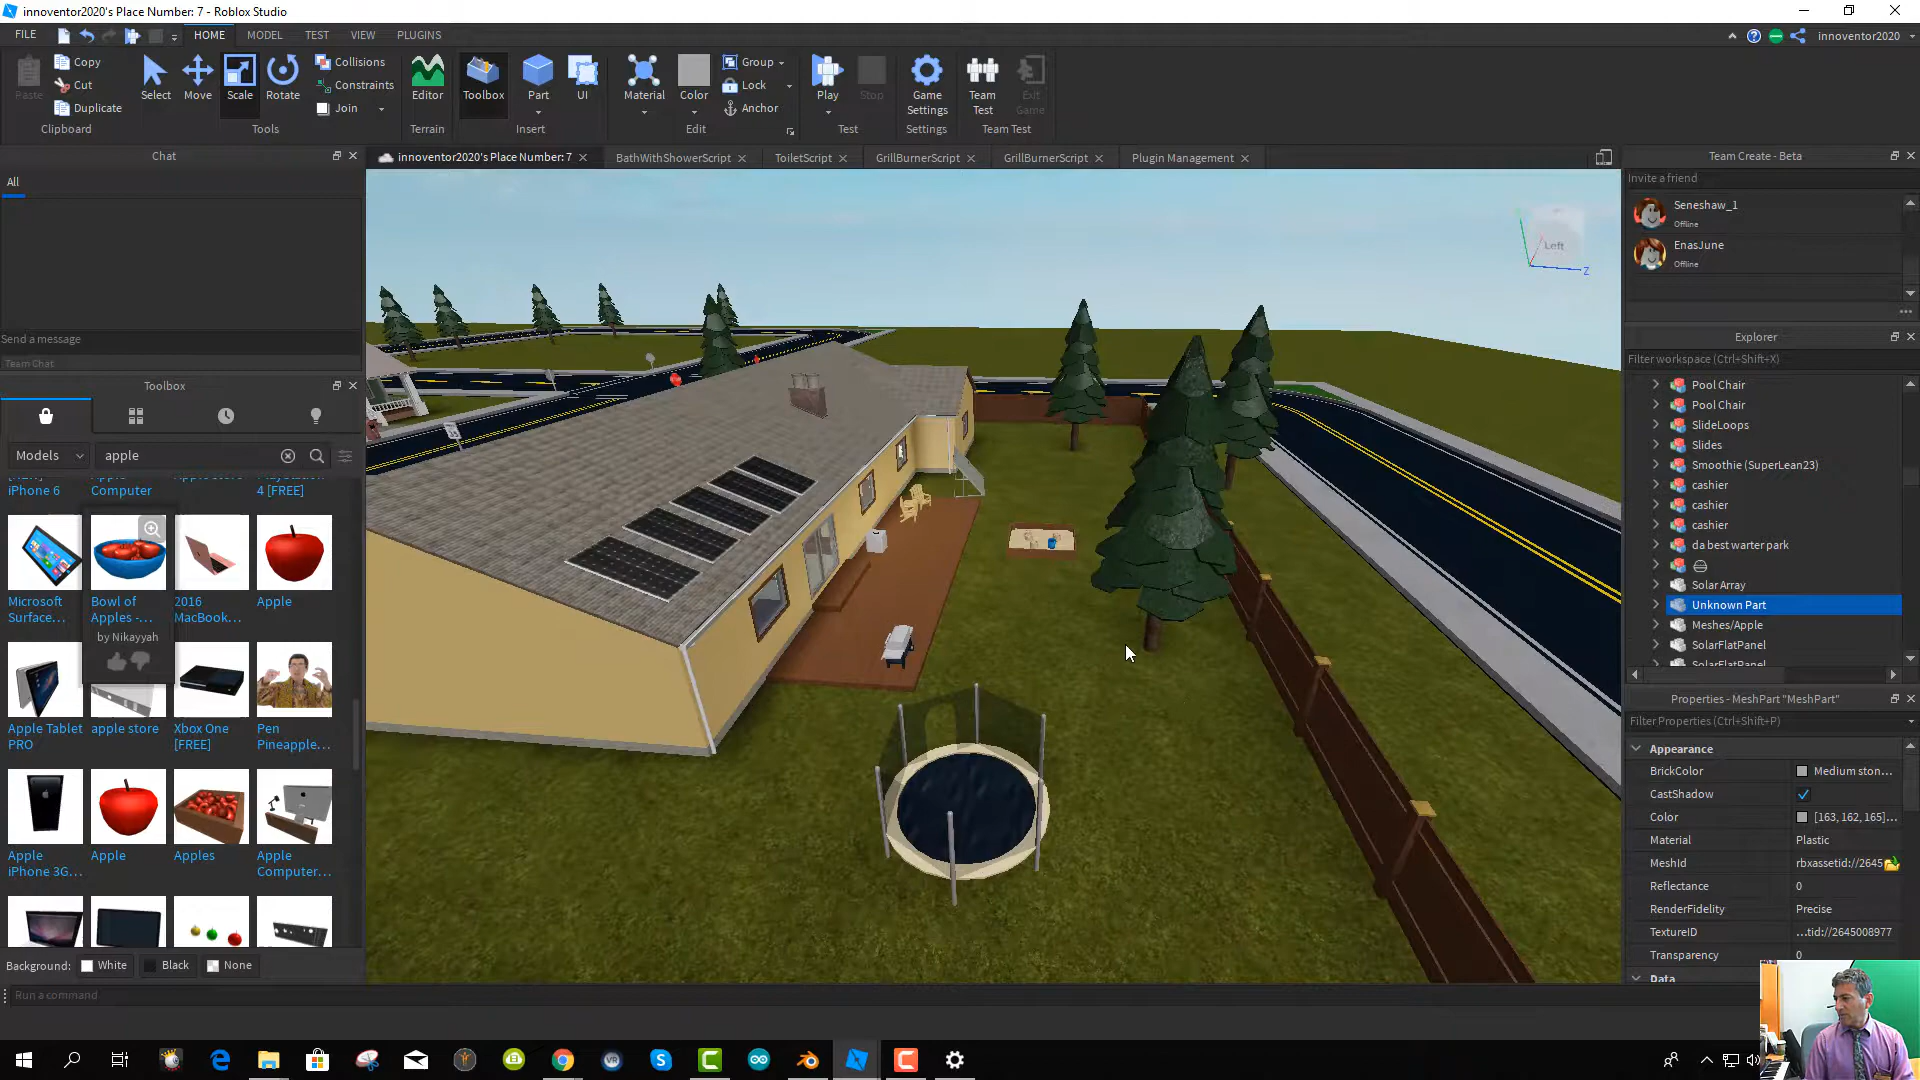 innoventor2020's Place Number: 7 - Roblox Studio
FILE
HOME
MODEL
TEST
VIEW
PLUGINS
innoventor2020
Paste
Copy
Cut
Duplicate
Clipboard
Select
Move
Scale
Rotate
Collisions
Constraints
Join
Tools
Editor
Terrain
Toolbox
Part
UI
Insert
Material
Color
Group
Lock
Anchor
Edit
Play
Stop
Test
Game
Settings
Settings
Team
Test
Exit
Game
Team Test
Chat
All
Send a message
Team Chat
innoventor2020's Place Number: 7
BathWithShowerScript
ToiletScript
GrillBurnerScript
GrillBurnerScript
Plugin Management
Left
Z
Toolbox
Models
apple
iPhone 6
Computer
4 [FREE]
Microsoft
Surface...
Bowl of
Apples -...
by Nikayyah
2016
MacBook...
Apple
Apple Tablet
PRO
apple store
Xbox One
[FREE]
Pen
Pineapple...
Apple
iPhone 3G...
Apple
Apples
Apple
Computer...
Background:
White
Black
None
Run a command
Team Create - Beta
Invite a friend
Seneshaw_1
Offline
EnasJune
Offline
Explorer
Filter workspace (Ctrl+Shift+X)
Pool Chair
Pool Chair
SlideLoops
Slides
Smoothie (SuperLean23)
cashier
cashier
cashier
da best warter park
Solar Array
Unknown Part
Meshes/Apple
SolarFlatPanel
SolarFlatPanel
Properties - MeshPart "MeshPart"
Filter Properties (Ctrl+Shift+P)
Appearance
BrickColor
Medium ston...
CastShadow
Color
[163, 162, 165]...
Material
Plastic
MeshId
rbxassetid://2645
Reflectance
0
RenderFidelity
Precise
TextureID
...tid://2645008977
Transparency
0
Data